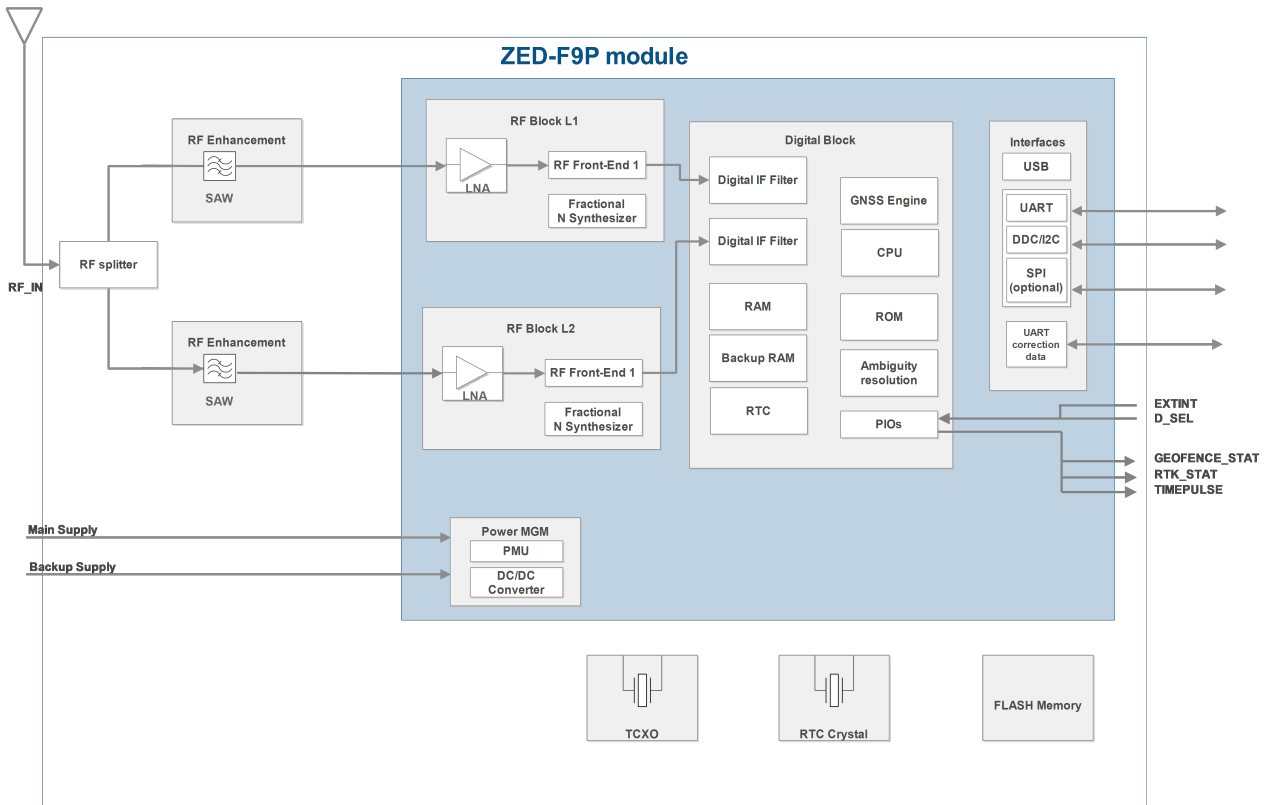 ZED-F9P module
RF Enhancement
SAW
RF splitter
RF_IN
RF Enhancement
SAW
RF Block L1
LNA
RF Front-End 1
Fractional
N Synthesizer
RF Block L2
LNA
RF Front-End 1
Fractional
N Synthesizer
Digital Block
Digital IF Filter
Digital IF Filter
RAM
Backup RAM
RTC
GNSS Engine
CPU
ROM
Ambiguity
resolution
PIOs
Interfaces
USB
UART
DDC/I2C
SPI
(optional)
UART
correction
data
EXTINT
D_SEL
GEOFENCE_STAT
RTK_STAT
TIMEPULSE
Main Supply
Backup Supply
Power MGM
PMU
DC/DC
Converter
TCXO
RTC Crystal
FLASH Memory